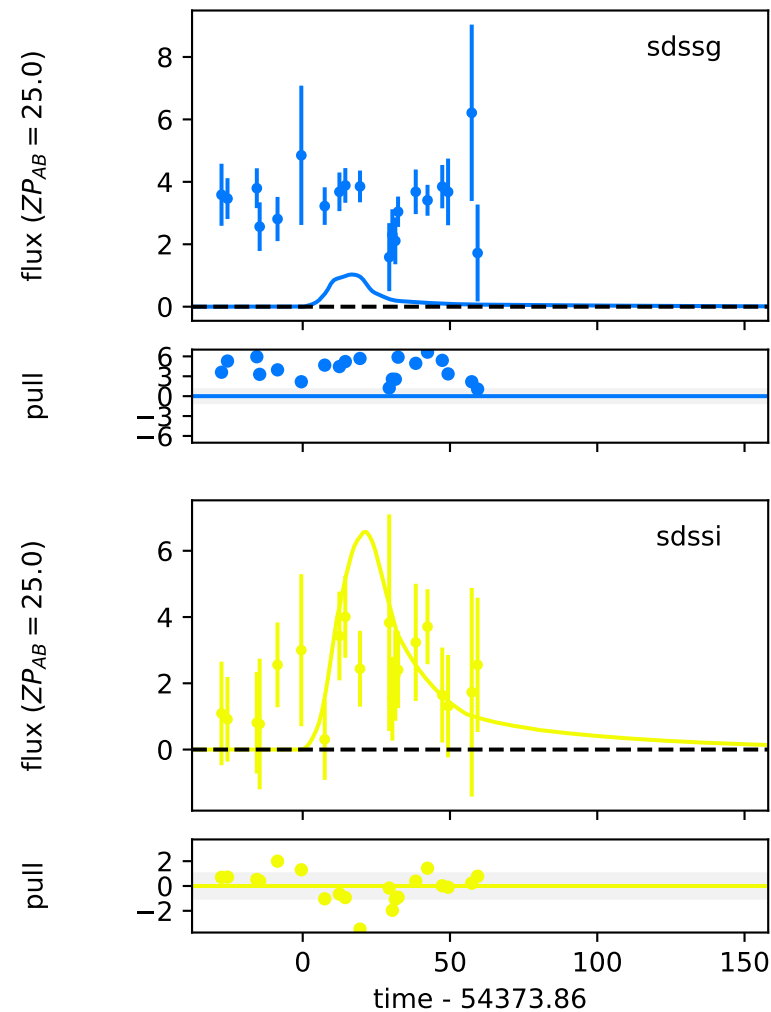 sdssg
flux (ZP_AB = 25.0)
8
6
4
2
0
pull
6
3
0
−3
−6
sdssi
flux (ZP_AB = 25.0)
6
4
2
0
pull
2
0
−2
0 50 100 150
time - 54373.86